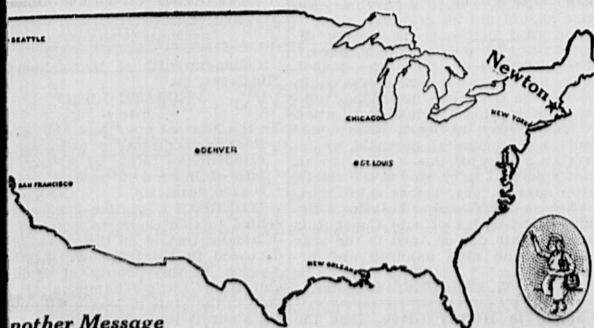 SEATTLE
Newton
CHICAGO
NEW YORK
DENVER
ST. LOUIS
SAN FRANCISCO
NEW ORLEANS
nother Message